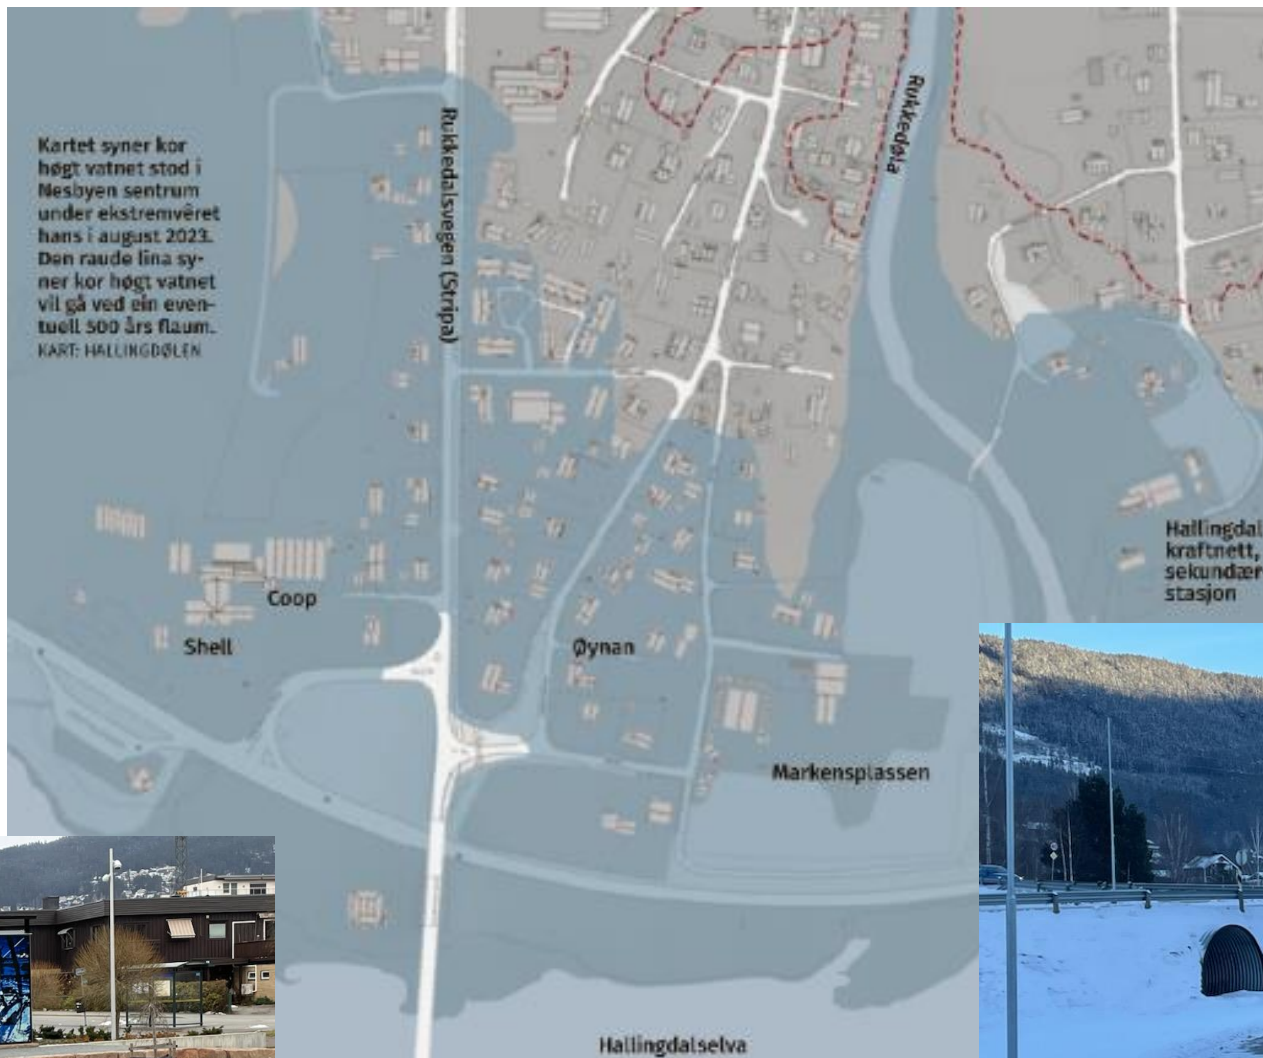 Kartet syner kor
høgt vatnet stod i
Nesbyen sentrum
under ekstremvêret
hans i august 2023.
Den raude lina sy-
ner kor høgt vatnet
vil gå ved ein even-
tuell 500 års flaum.
KART: HALLINGDØLEN
Rukkedalsvegen (Stripa)
Rukkedøla
Coop
Shell
Øynan
Markensplassen
Hallingdal
kraftnett,
sekundær
stasjon
Hallingdalselva